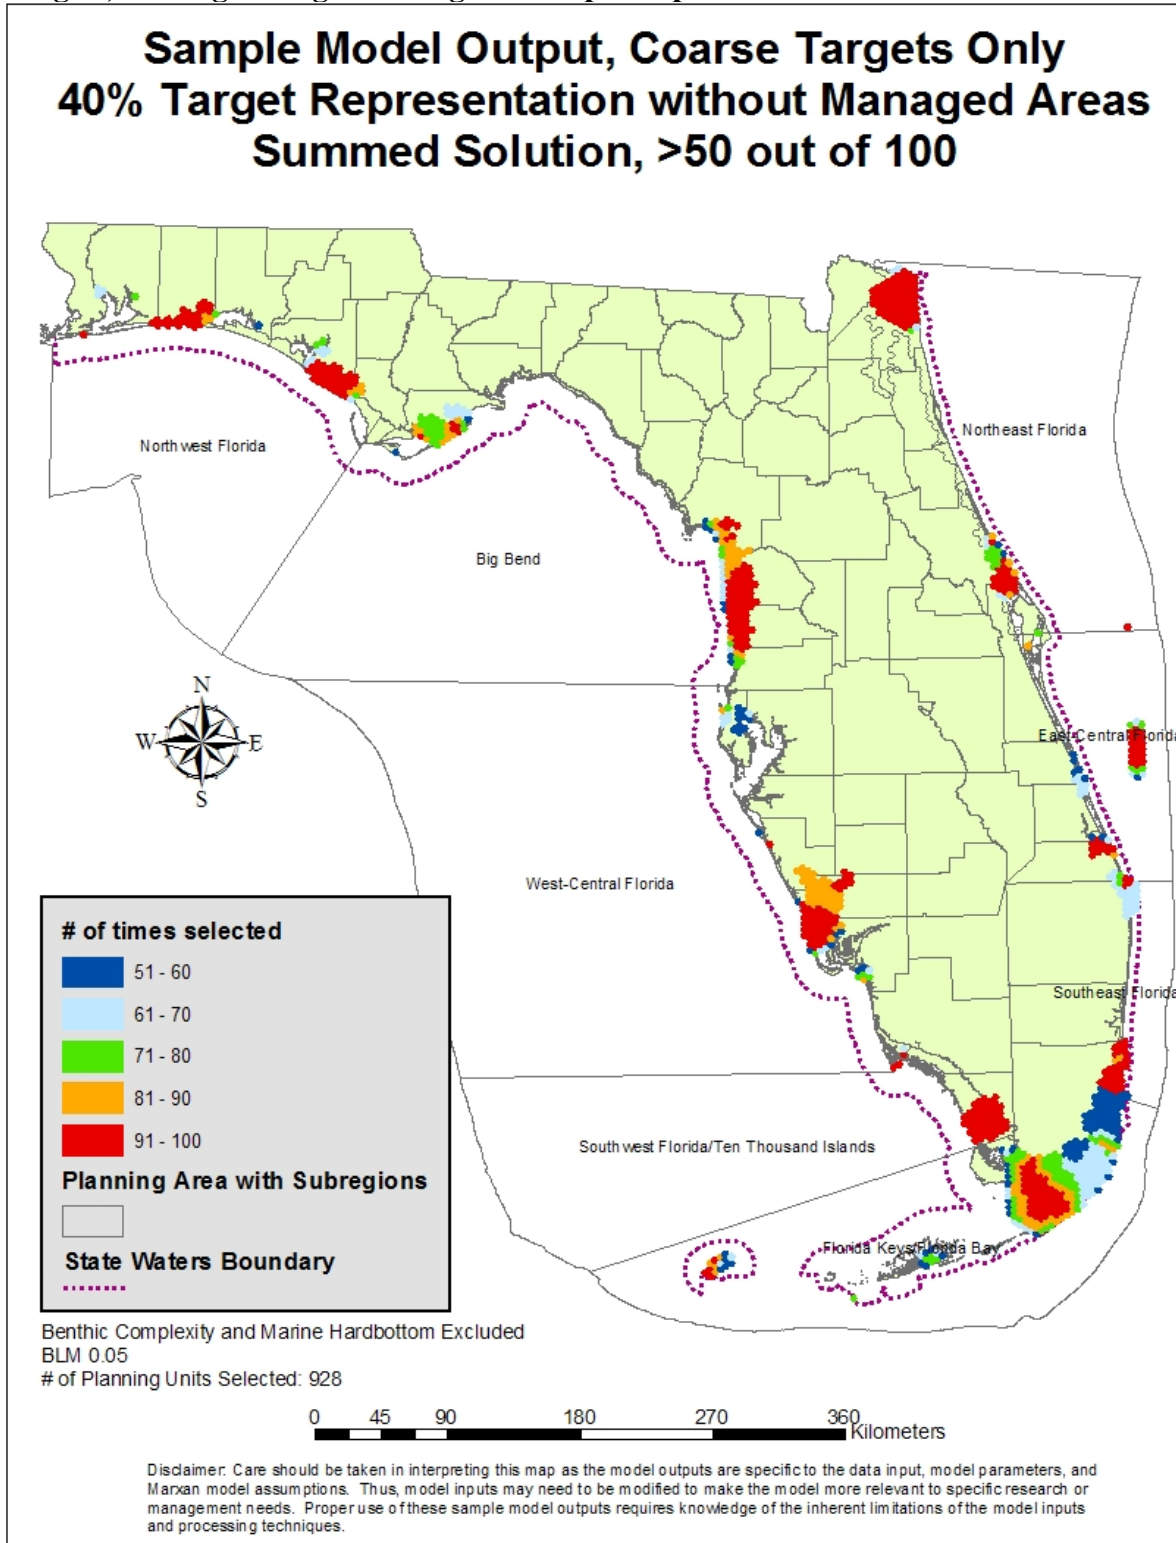 Sample Model Output, Coarse Targets Only
40% Target Representation without Managed Areas
Summed Solution, >50 out of 100
Northwest Florida
Northeast Florida
Big Bend
N
W
E
S
East-Central Florida
West-Central Florida
Southeast Florida
Southwest Florida/Ten Thousand Islands
Florida Keys/Florida Bay
# of times selected
51 - 60
61 - 70
71 - 80
81 - 90
91 - 100
Planning Area with Subregions
State Waters Boundary
Benthic Complexity and Marine Hardbottom Excluded
BLM 0.05
# of Planning Units Selected: 928
0 45 90 180 270 360
Kilometers
Disclaimer: Care should be taken in interpreting this map as the model outputs are specific to the data input, model parameters, and
Marxan model assumptions. Thus, model inputs may need to be modified to make the model more relevant to specific research or
management needs. Proper use of these sample model outputs requires knowledge of the inherent limitations of the model inputs
and processing techniques.